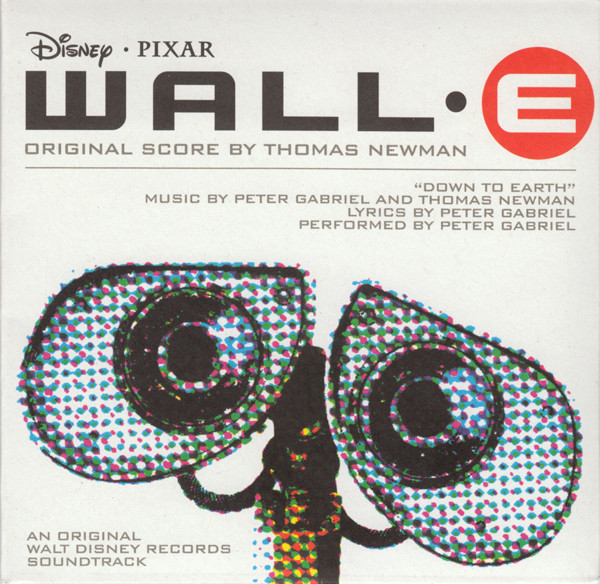 Disney · PIXAR
WALL·E
ORIGINAL SCORE BY THOMAS NEWMAN
“DOWN TO EARTH”
MUSIC BY PETER GABRIEL AND THOMAS NEWMAN
LYRICS BY PETER GABRIEL
PERFORMED BY PETER GABRIEL
AN ORIGINAL
WALT DISNEY RECORDS
SOUNDTRACK